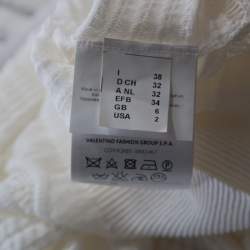 I 38
D CH 32
A NL 32
EFB 34
GB 6
USA 2
VALENTINO FASHION GROUP S.P.A.